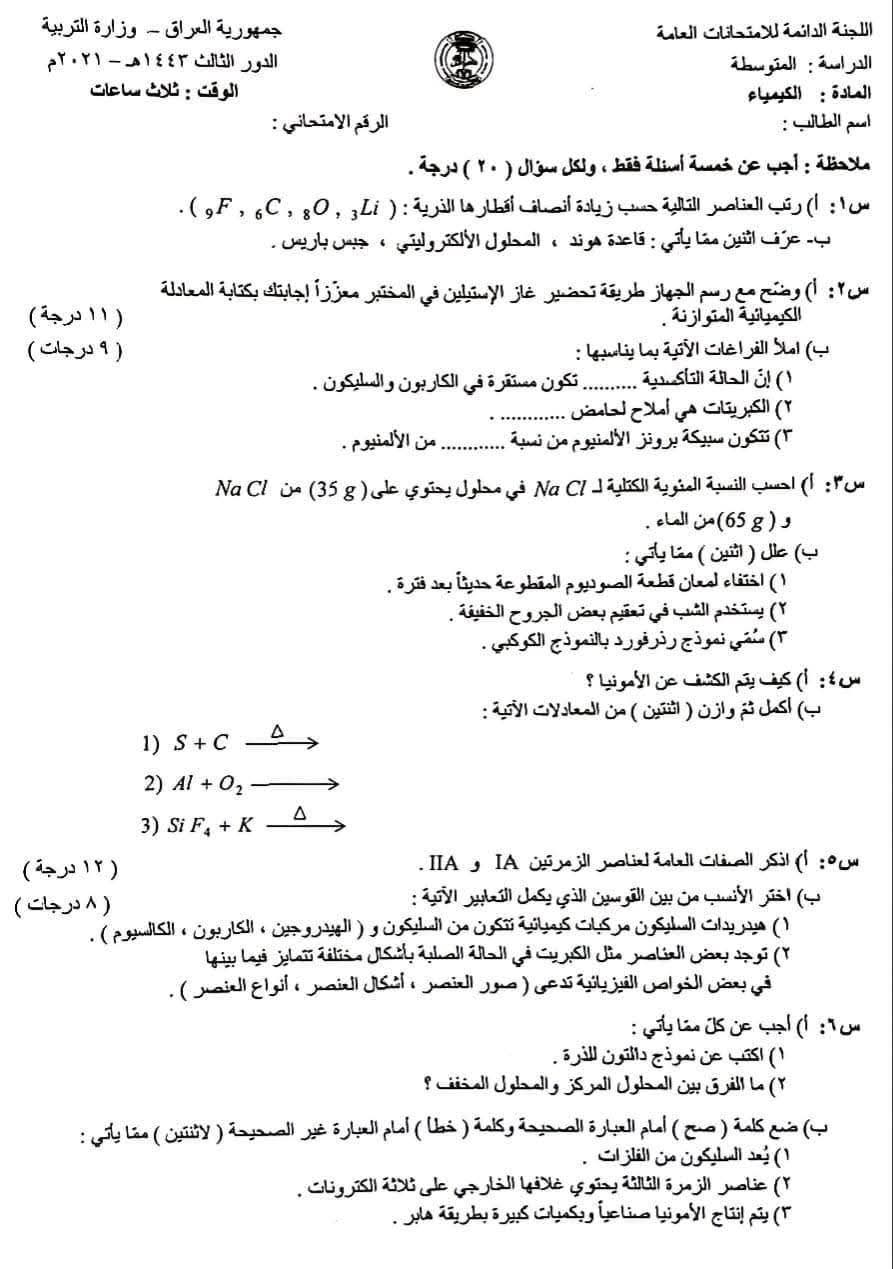 اللجنة الدائمة للامتحانات العامة
الدراسة : المتوسطة
المادة : الكيمياء
اسم الطالب :
جمهورية العراق – وزارة التربية
الدور الثالث ١٤٤٣هـ – ٢٠٢١م
الوقت : ثلاث ساعات
الرقم الامتحاني :
ملاحظة : أجب عن خمسة أسئلة فقط ، ولكل سؤال ( ٢٠ ) درجة .
س١: أ) رتب العناصر التالية حسب زيادة أنصاف أقطارها الذرية : ( ₉F , ₆C , ₈O , ₃Li ) .
ب- عرّف اثنين ممّا يأتي : قاعدة هوند ، المحلول الألكتروليتي ، جبس باريس .
س٢: أ) وضّح مع رسم الجهاز طريقة تحضير غاز الإستيلين في المختبر معزّزاً إجابتك بكتابة المعادلة
الكيميائية المتوازنة . ( ١١ درجة )
ب) املأ الفراغات الآتية بما يناسبها : ( ٩ درجات )
١) إنّ الحالة التأكسدية .......... تكون مستقرة في الكاربون والسليكون .
٢) الكبريتات هي أملاح لحامض ............ .
٣) تتكون سبيكة برونز الألمنيوم من نسبة ............ من الألمنيوم .
س٣: أ) احسب النسبة المئوية الكتلية لـ Na Cl في محلول يحتوي على ( 35 g ) من Na Cl
و ( 65 g ) من الماء .
ب) علل ( اثنين ) ممّا يأتي :
١) اختفاء لمعان قطعة الصوديوم المقطوعة حديثاً بعد فترة .
٢) يستخدم الشب في تعقيم بعض الجروح الخفيفة .
٣) سُمّي نموذج رذرفورد بالنموذج الكوكبي .
س٤: أ) كيف يتم الكشف عن الأمونيا ؟
ب) أكمل ثمّ وازن ( اثنتين ) من المعادلات الآتية :
1) S + C —Δ→
2) Al + O₂ ⟶
3) Si F₄ + K —Δ→
س٥: أ) اذكر الصفات العامة لعناصر الزمرتين IA و IIA . ( ١٢ درجة )
ب) اختر الأنسب من بين القوسين الذي يكمل التعابير الآتية : ( ٨ درجات )
١) هيدريدات السليكون مركبات كيميائية تتكون من السليكون و ( الهيدروجين ، الكاربون ، الكالسيوم ) .
٢) توجد بعض العناصر مثل الكبريت في الحالة الصلبة بأشكال مختلفة تتمايز فيما بينها
في بعض الخواص الفيزيائية تدعى ( صور العنصر ، أشكال العنصر ، أنواع العنصر ) .
س٦: أ) أجب عن كلّ ممّا يأتي :
١) اكتب عن نموذج دالتون للذرة .
٢) ما الفرق بين المحلول المركز والمحلول المخفف ؟
ب) ضع كلمة ( صح ) أمام العبارة الصحيحة وكلمة ( خطأ ) أمام العبارة غير الصحيحة ( لاثنتين ) ممّا يأتي :
١) يُعد السليكون من الفلزات .
٢) عناصر الزمرة الثالثة يحتوي غلافها الخارجي على ثلاثة الكترونات .
٣) يتم إنتاج الأمونيا صناعياً وبكميات كبيرة بطريقة هابر .